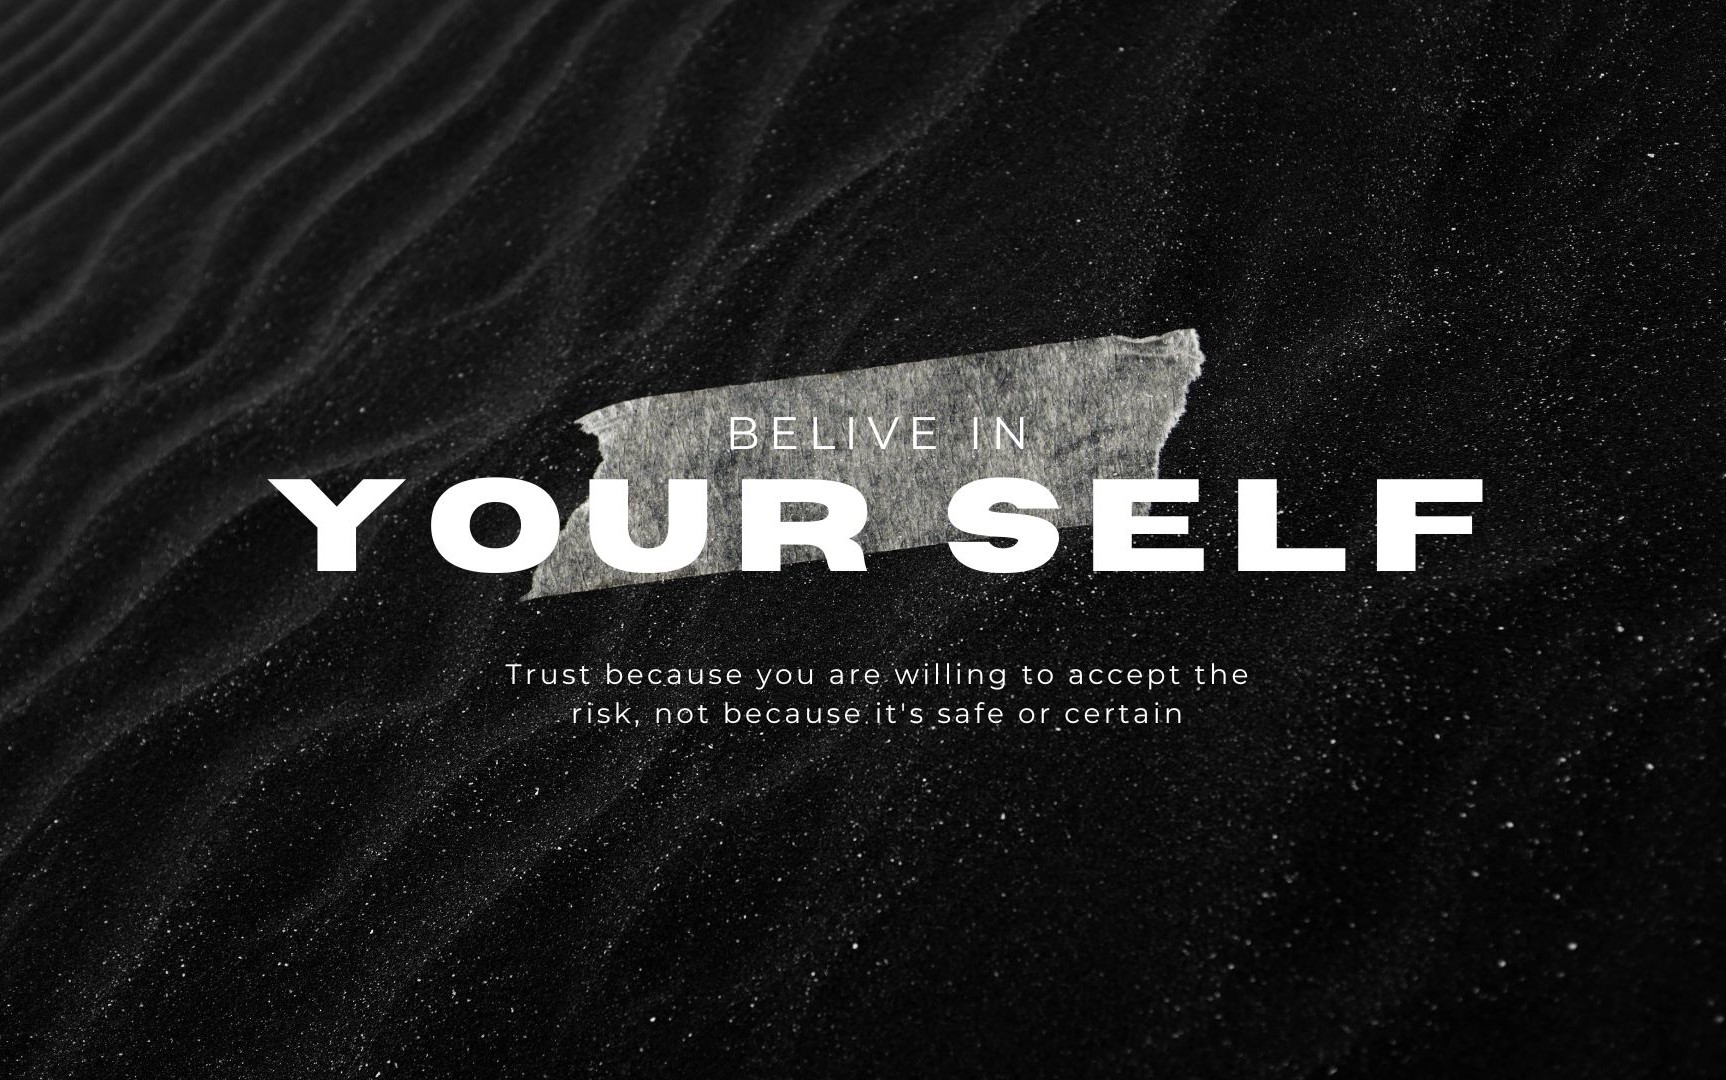 BELIVE IN
YOUR SELF
Trust because you are willing to accept the
risk, not because it's safe or certain